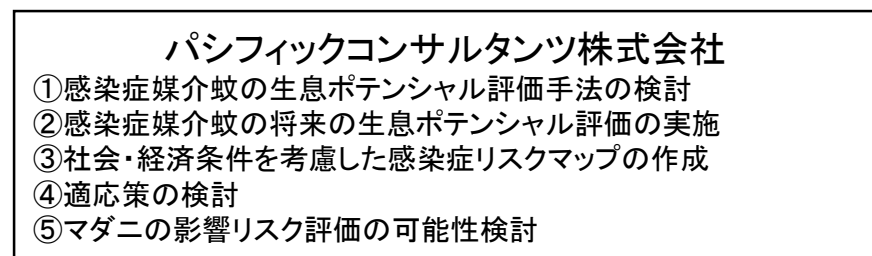 パシフィックコンサルタンツ株式会社
①感染症媒介蚊の生息ポテンシャル評価手法の検討
②感染症媒介蚊の将来の生息ポテンシャル評価の実施
③社会・経済条件を考慮した感染症リスクマップの作成
④適応策の検討
⑤マダニの影響リスク評価の可能性検討